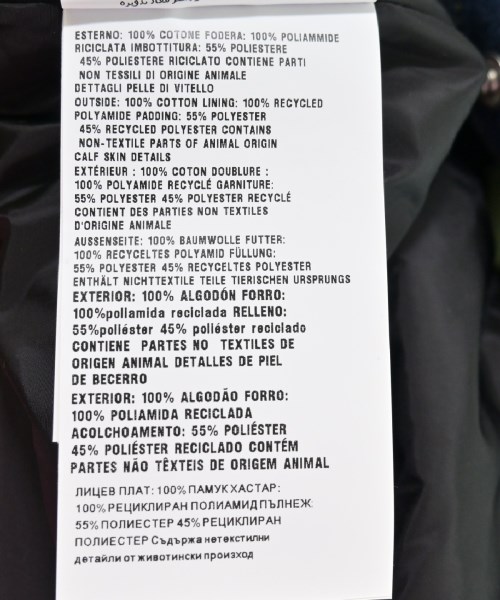 ESTERNO: 100% COTONE FODERA: 100% POLIAMMIDE
RICICLATA IMBOTTITURA: 55% POLIESTERE
45% POLIESTERE RICICLATO CONTIENE PARTI
NON TESSILI DI ORIGINE ANIMALE
DETTAGLI PELLE DI VITELLO
OUTSIDE: 100% COTTON LINING: 100% RECYCLED
POLYAMIDE PADDING: 55% POLYESTER
45% RECYCLED POLYESTER CONTAINS
NON-TEXTILE PARTS OF ANIMAL ORIGIN
CALF SKIN DETAILS
EXTÉRIEUR : 100% COTON DOUBLURE :
100% POLYAMIDE RECYCLÉ GARNITURE:
55% POLYESTER 45% POLYESTER RECYCLÉ
CONTIENT DES PARTIES NON TEXTILES
D'ORIGINE ANIMALE
AUSSENSEITE: 100% BAUMWOLLE FUTTER:
100% RECYCELTES POLYAMID FÜLLUNG:
55% POLYESTER 45% RECYCELTES POLYESTER
ENTHÄLT NICHTTEXTILE TEILE TIERISCHEN URSPRUNGS
EXTERIOR: 100% ALGODÓN FORRO:
100%poliamida reciclada RELLENO:
55%poliéster 45% poliéster reciclado
CONTIENE PARTES NO TEXTILES DE
ORIGEN ANIMAL DETALLES DE PIEL
DE BECERRO
EXTERIOR: 100% ALGODÃO FORRO:
100% POLIAMIDA RECICLADA
ACOLCHOAMENTO: 55% POLIÉSTER
45% POLIÉSTER RECICLADO CONTÉM
PARTES NÃO TÊXTEIS DE ORIGEM ANIMAL
ЛИЦЕВ ПЛАТ: 100% ПАМУК ХАСТАР:
100% РЕЦИКЛИРАН ПОЛИАМИД ПЪЛНЕЖ:
55% ПОЛИЕСТЕР 45% РЕЦИКЛИРАН
ПОЛИЕСТЕР Съдържа нетекстилни
детайли от животински произход